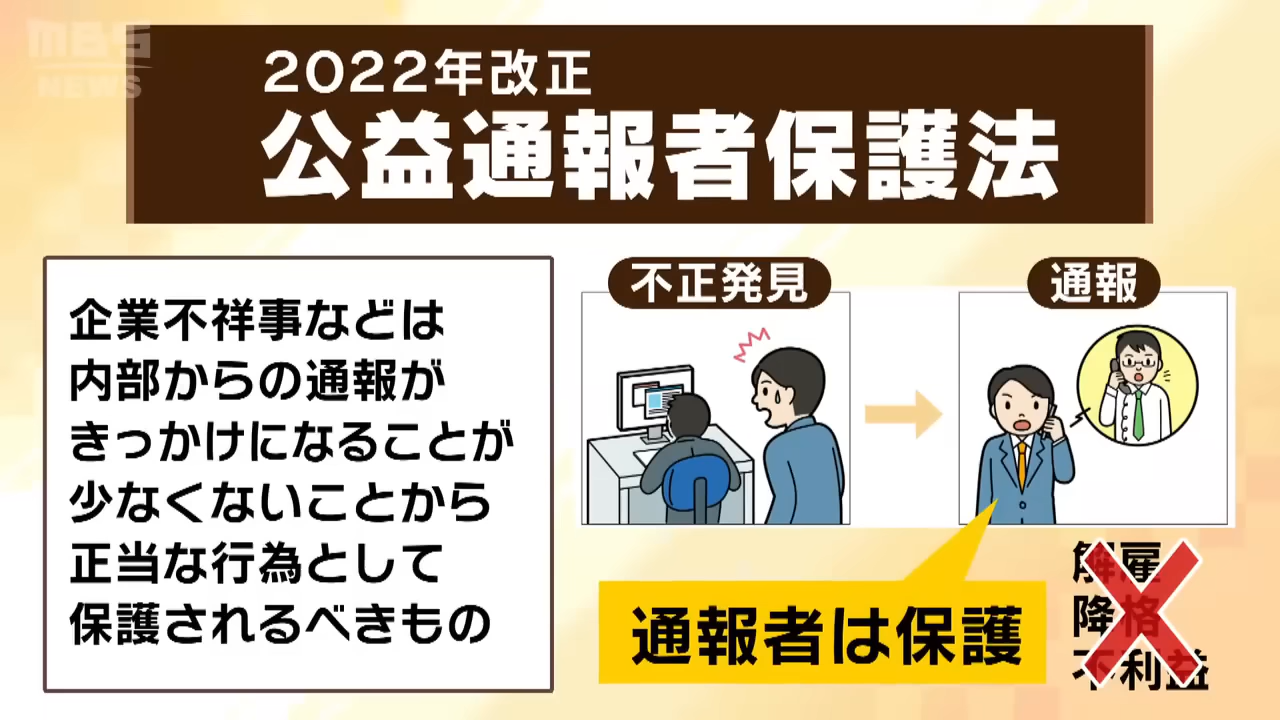 MBS
NEWS
2022年改正
公益通報者保護法
企業不祥事などは
内部からの通報が
きっかけになることが
少なくないことから
正当な行為として
保護されるべきもの
不正発見
通報
通報者は保護
解雇
降格
不利益